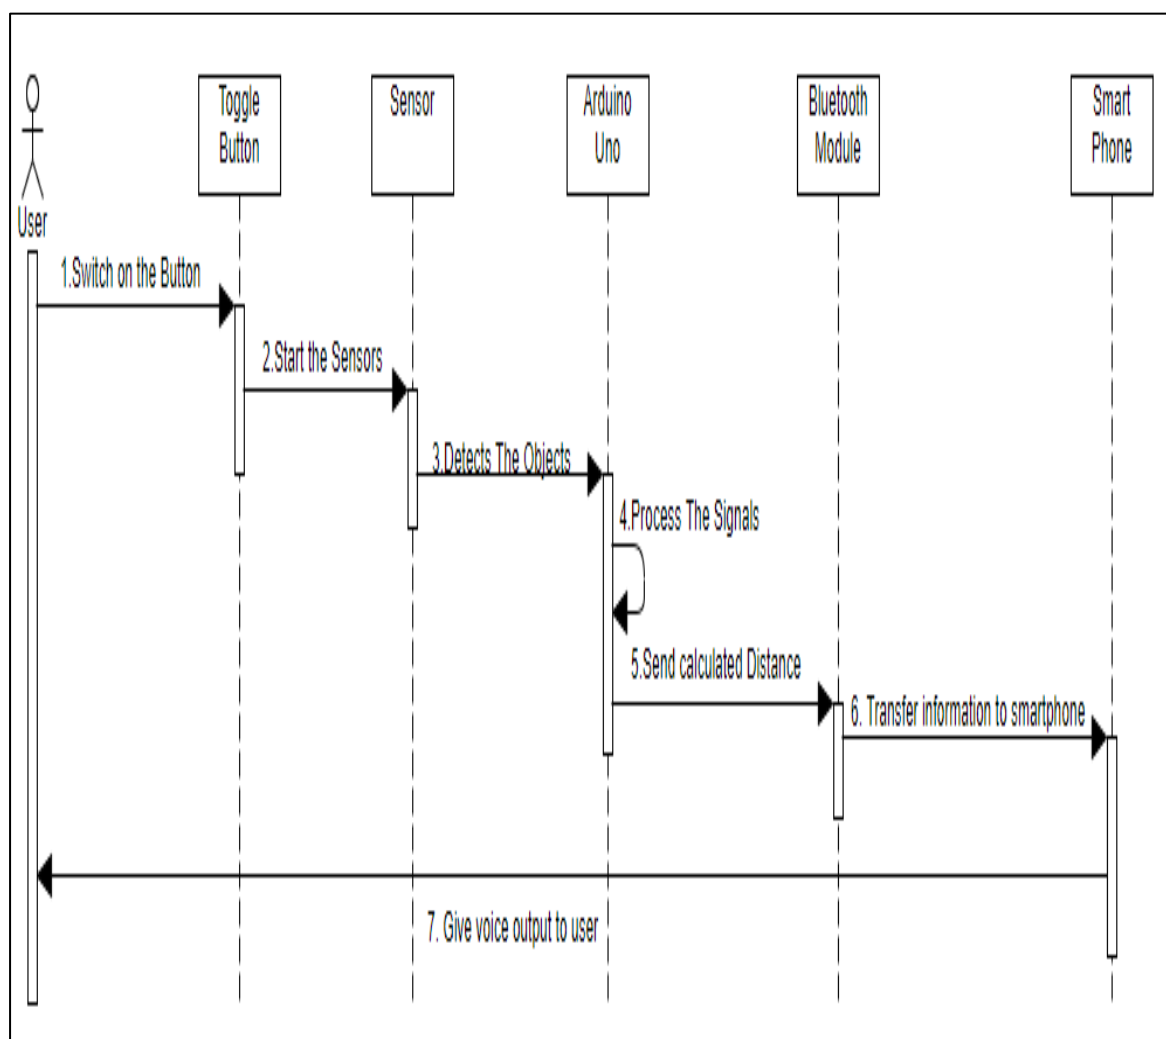 Toggle
Button
Sensor
Arduino
Uno
Bluetooth
Module
Smart
Phone
User
1.Switch on the Button
2.Start the Sensors
3.Detects The Objects
4.Process The Signals
5.Send calculated Distance
6. Transfer information to smartphone
7. Give voice output to user